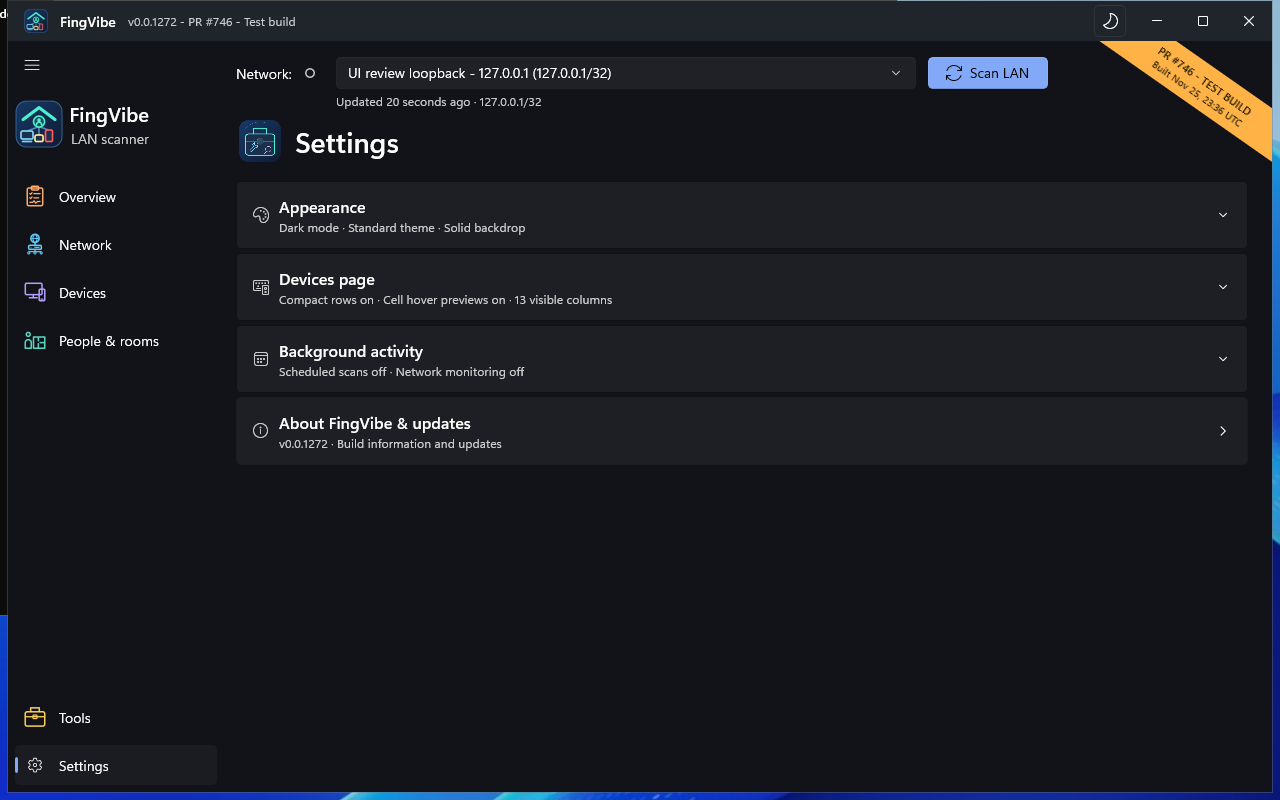 FingVibe v0.0.1272 - PR #746 - Test build
PR #746 - TEST BUILD
Built Nov 25, 23:36 UTC
Network:
UI review loopback - 127.0.0.1 (127.0.0.1/32)
Scan LAN
Updated 20 seconds ago · 127.0.0.1/32
FingVibe
LAN scanner
Overview
Network
Devices
People & rooms
Tools
Settings
Settings
Appearance
Dark mode · Standard theme · Solid backdrop
Devices page
Compact rows on · Cell hover previews on · 13 visible columns
Background activity
Scheduled scans off · Network monitoring off
About FingVibe & updates
v0.0.1272 · Build information and updates